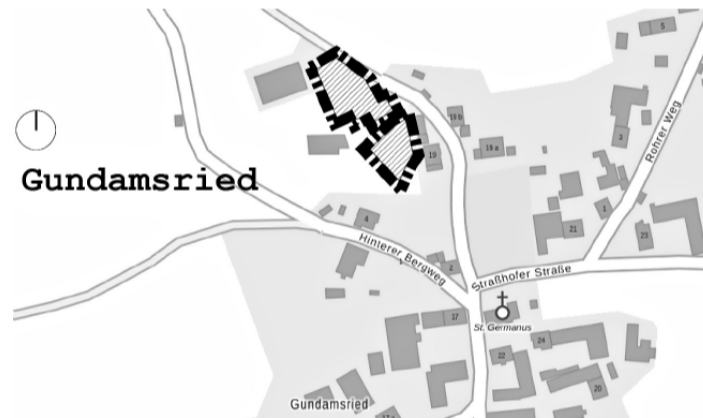 5
19 b
Rohrer Weg
3
19 a
19
Gundamsried
1
4
21
23
Hinterer Bergweg
2
Straßhofer Straße
17
St. Germanus
24
22
20
Gundamsried